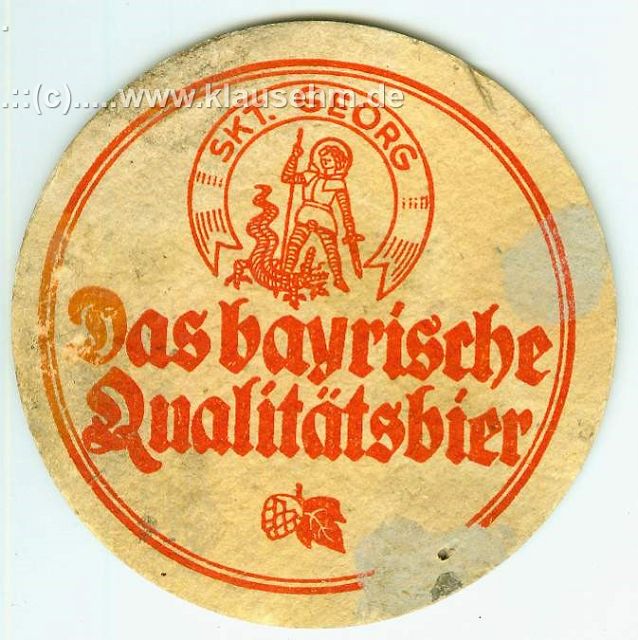 .::(c).....www.klausehm.de
SKT. GEORG
Das bayrische
Qualitätsbier